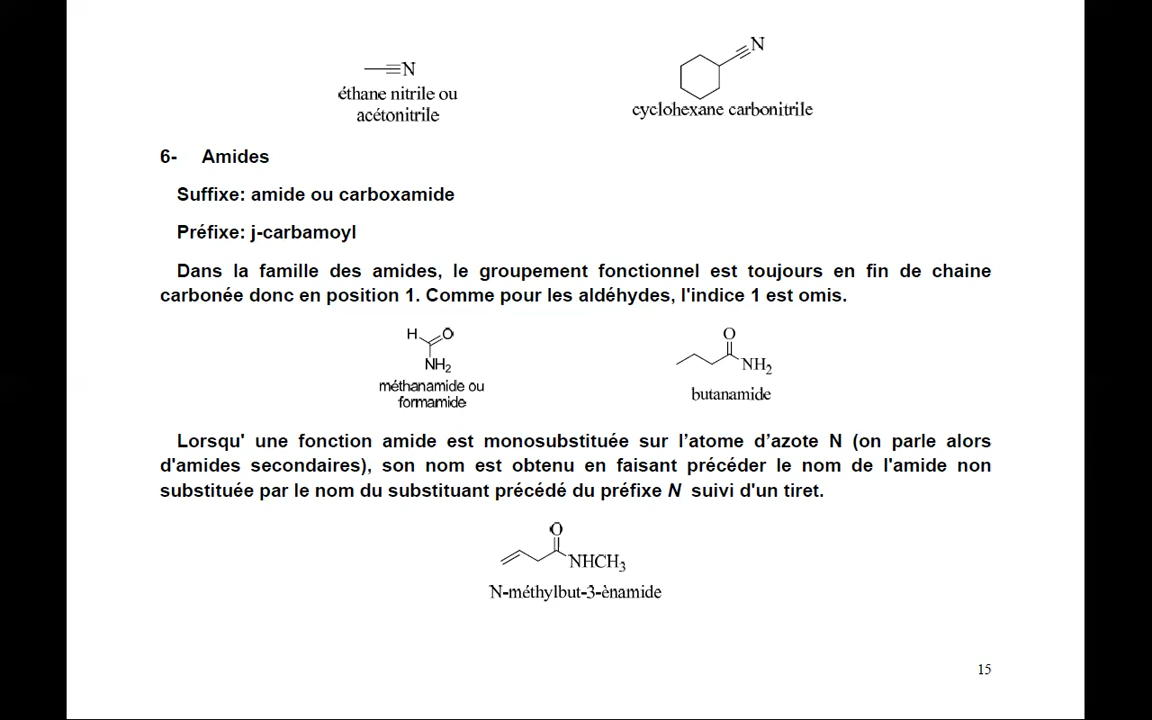 ≡N
N
éthane nitrile ou
acétonitrile
cyclohexane carbonitrile
6- Amides
Suffixe: amide ou carboxamide
Préfixe: j-carbamoyl
Dans la famille des amides, le groupement fonctionnel est toujours en fin de chaine
carbonée donc en position 1. Comme pour les aldéhydes, l'indice 1 est omis.
H O
NH2
méthanamide ou
formamide
O
NH2
butanamide
Lorsqu' une fonction amide est monosubstituée sur l’atome d’azote N (on parle alors
d'amides secondaires), son nom est obtenu en faisant précéder le nom de l'amide non
substituée par le nom du substituant précédé du préfixe N suivi d'un tiret.
O
NHCH3
N-méthylbut-3-ènamide
15